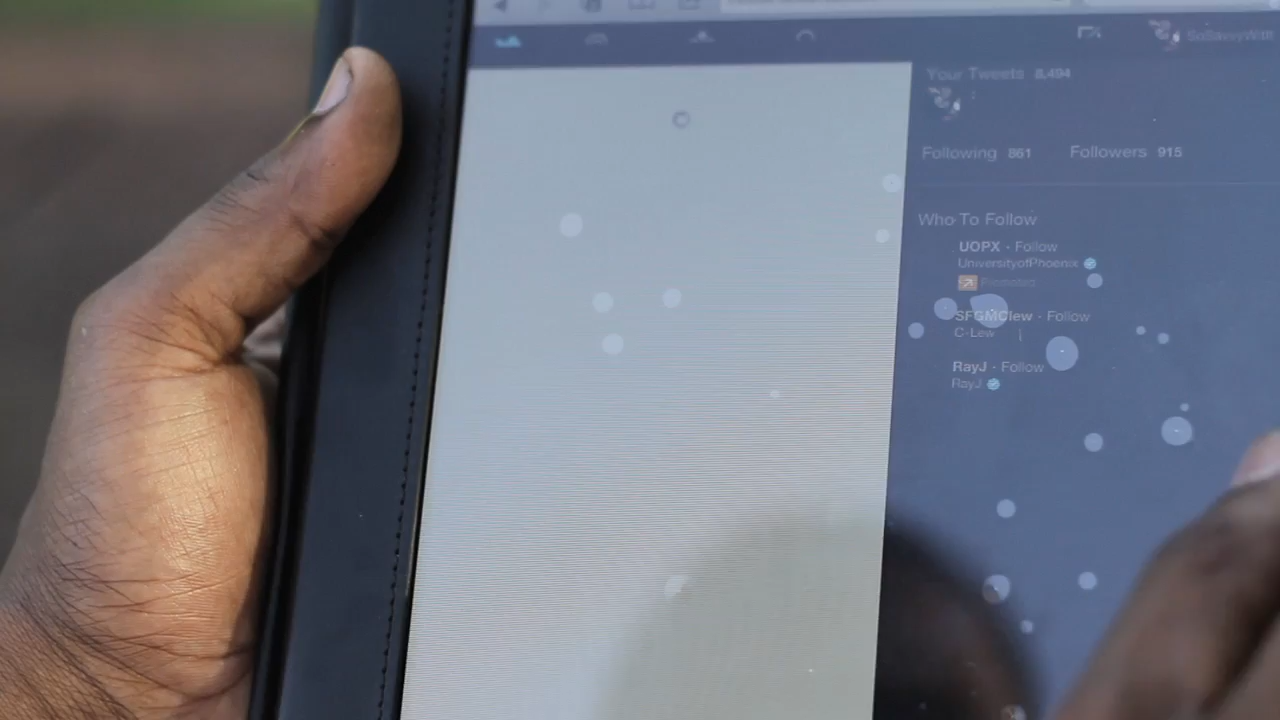 Your Tweets 8,494
Following 861 Followers 915
Who To Follow
UOPX · Follow
UniversityofPhoenix
Promoted
SFGMClew · Follow
C-Lew
RayJ · Follow
RayJ